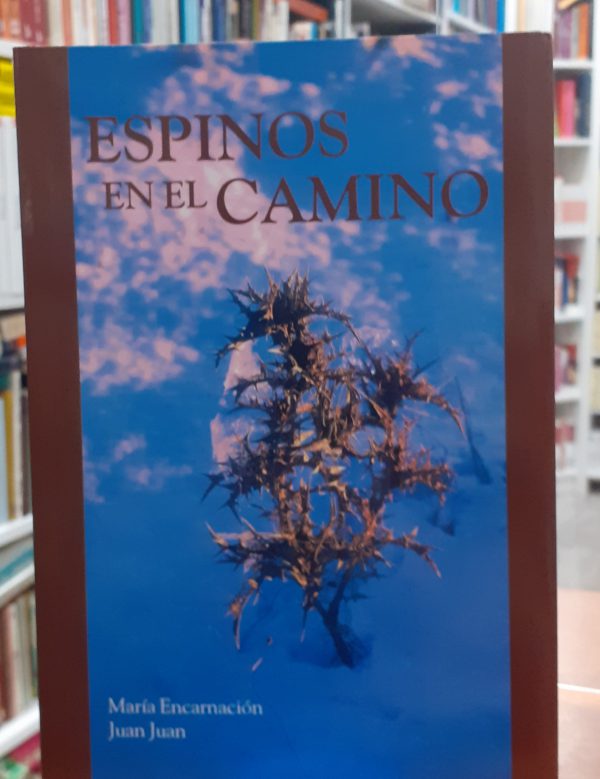 ESPINOS
EN EL CAMINO
María Encarnación
Juan Juan